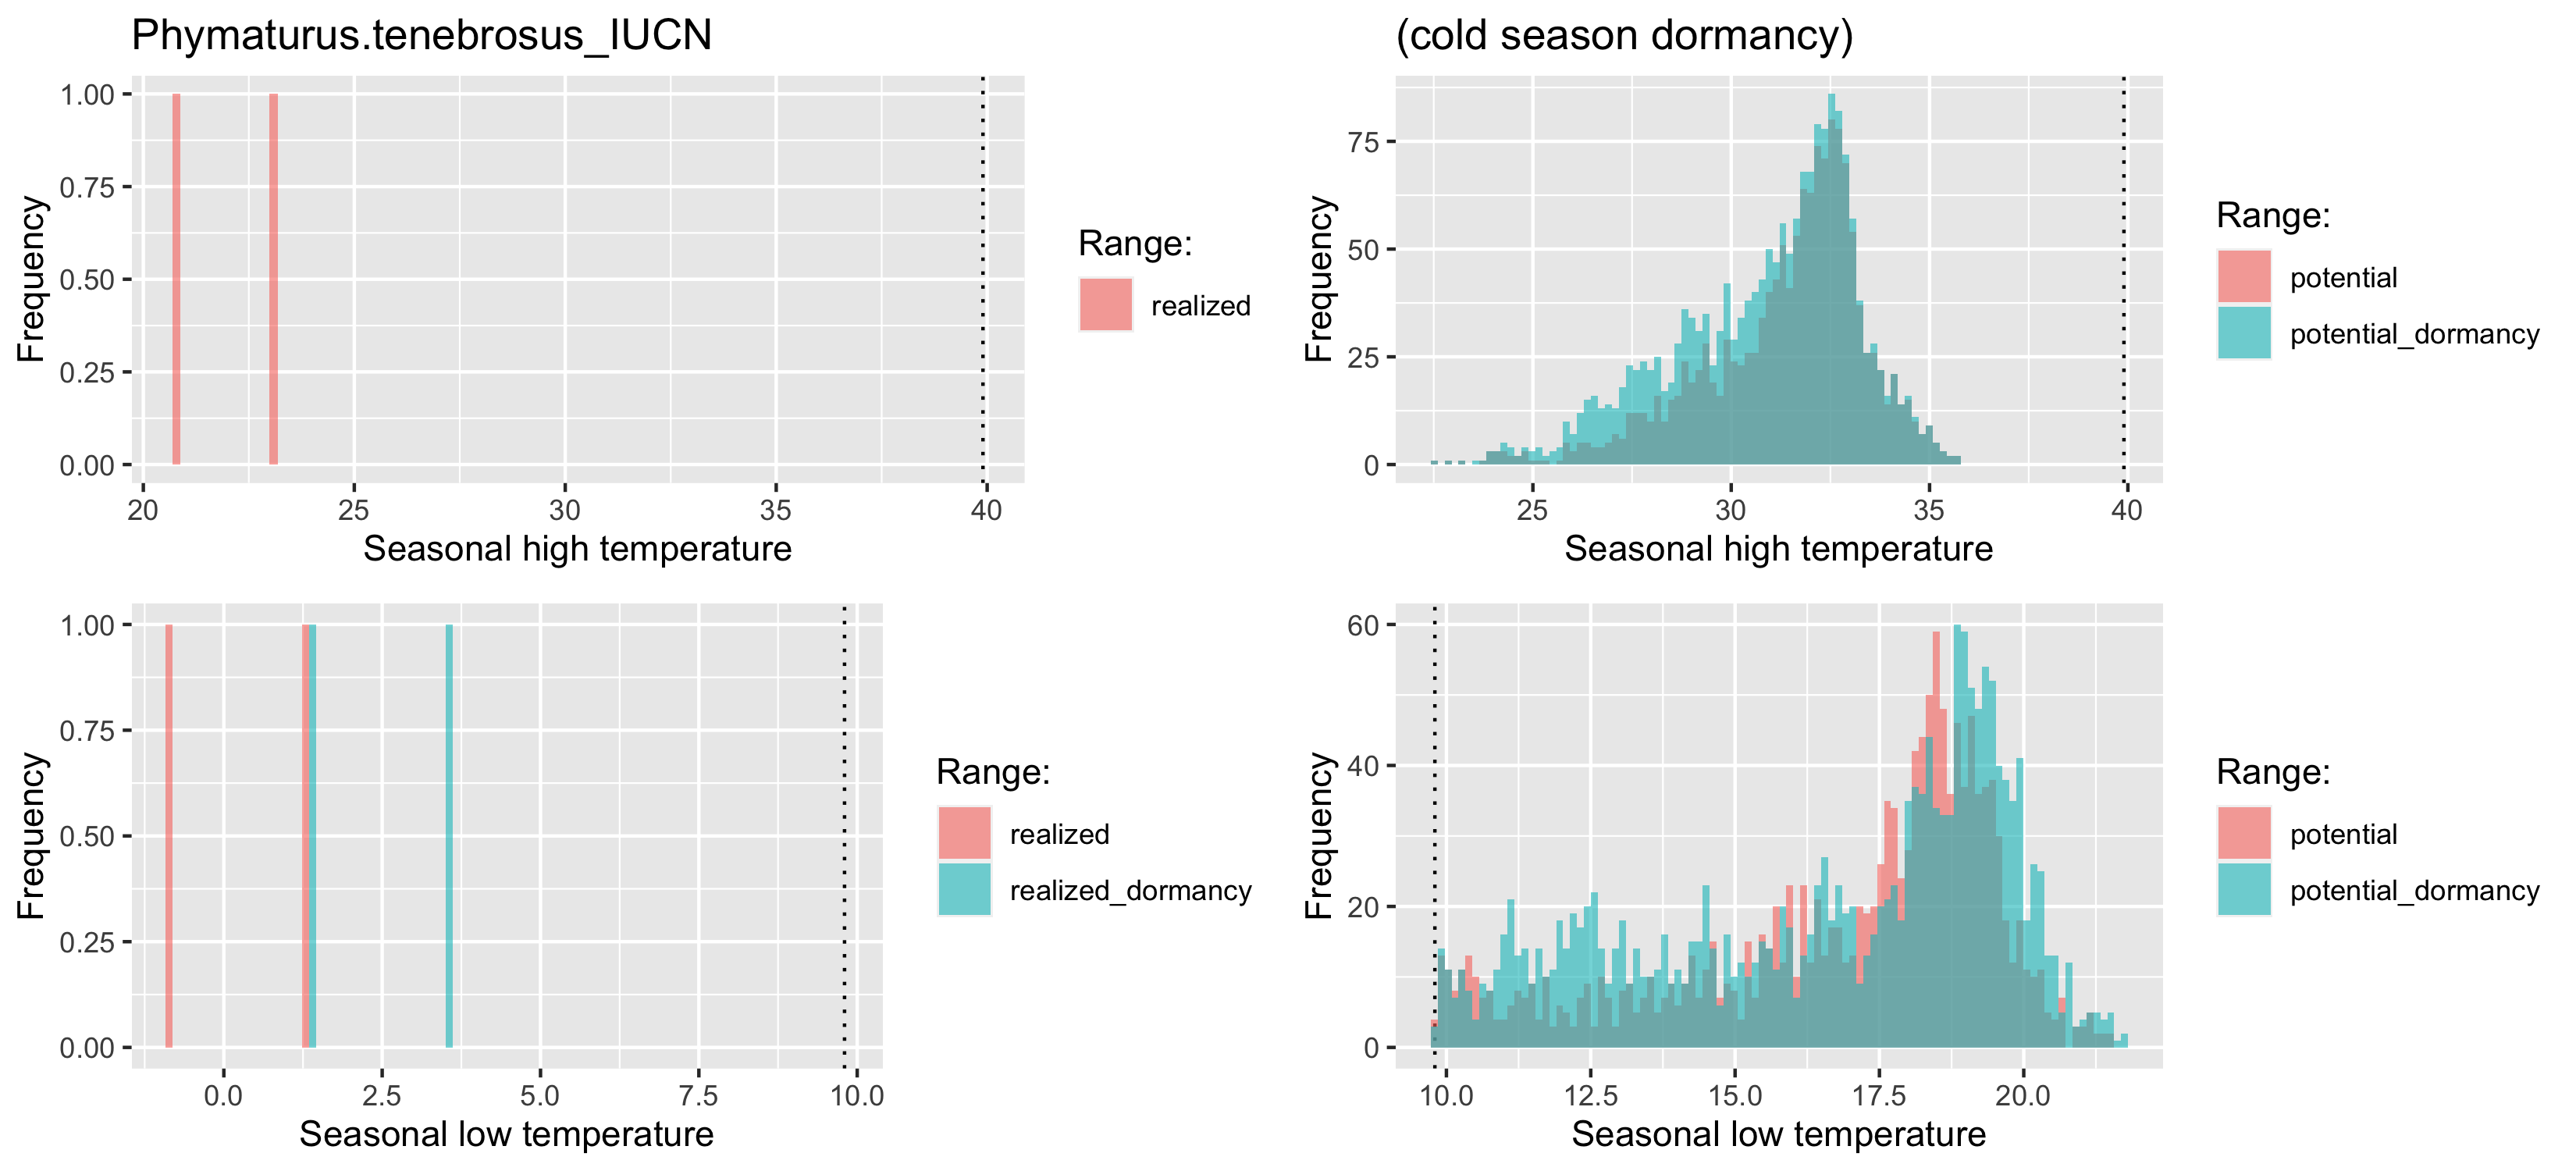 Phymaturus.tenebrosus_IUCN
1.00
0.75
0.50
0.25
0.00
Frequency
20 25 30 35 40
Seasonal high temperature
Range:
realized
(cold season dormancy)
75
50
25
0
Frequency
25 30 35 40
Seasonal high temperature
Range:
potential
potential_dormancy
1.00
0.75
0.50
0.25
0.00
Frequency
0.0 2.5 5.0 7.5 10.0
Seasonal low temperature
Range:
realized
realized_dormancy
60
40
20
0
Frequency
10.0 12.5 15.0 17.5 20.0
Seasonal low temperature
Range:
potential
potential_dormancy